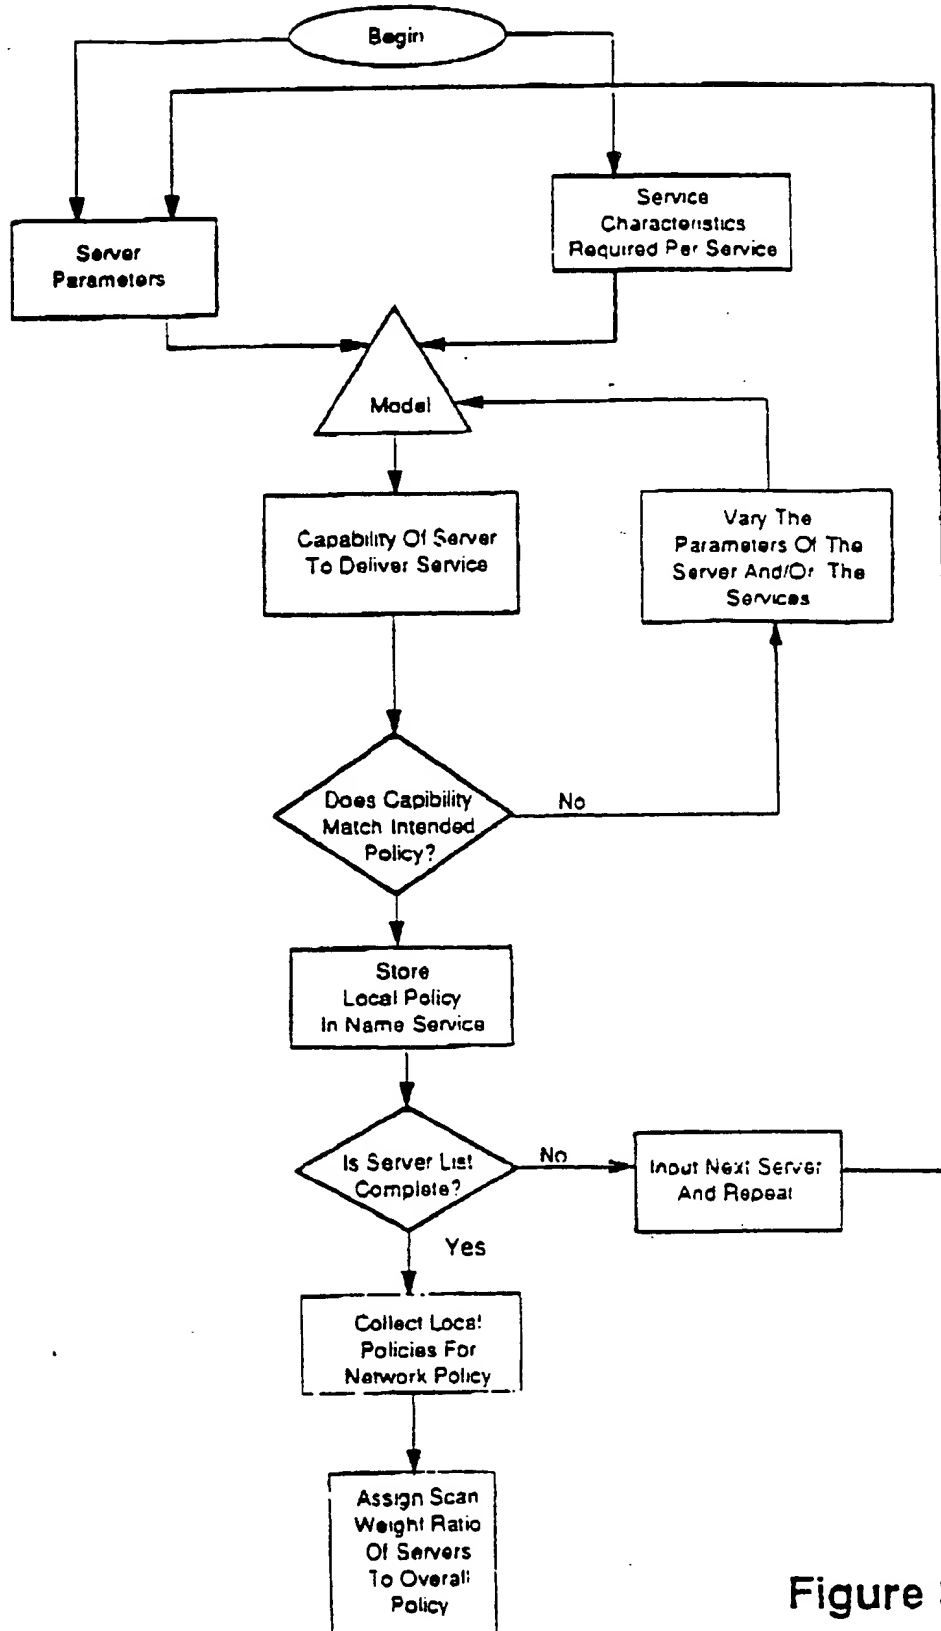 Begin
Service
Characteristics
Required Per Service
Server
Parameters
Model
Capability Of Server
To Deliver Service
Vary The
Parameters Of The
Server And/Or The
Services
Does Capibility
Match Intended
Policy?
No
Store
Local Policy
In Name Service
Is Server List
Complete?
No
Input Next Server
And Repeat
Yes
Collect Local
Policies For
Network Policy
Assign Scan
Weight Ratio
Of Servers
To Overall
Policy
Figure